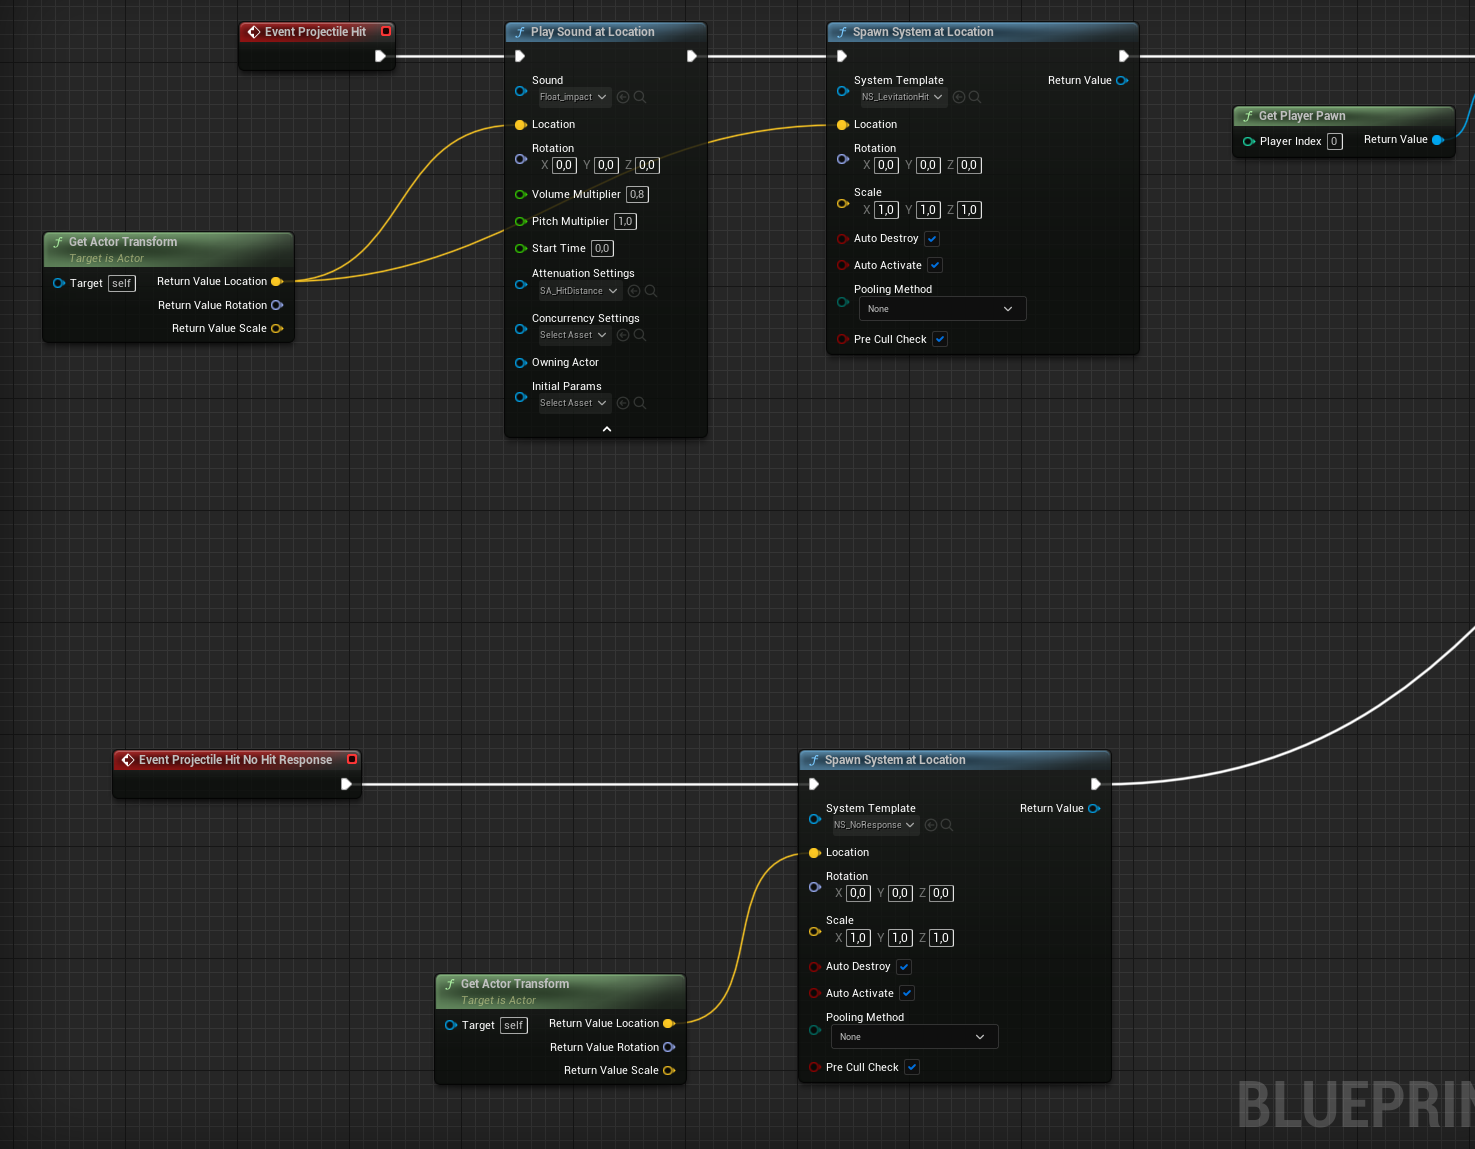 Event Projectile Hit
Play Sound at Location
Sound
Float_impact
Location
Rotation
X 0,0 Y 0,0 Z 0,0
Volume Multiplier 0,8
Pitch Multiplier 1,0
Start Time 0,0
Attenuation Settings
SA_HitDistance
Concurrency Settings
Select Asset
Owning Actor
Initial Params
Select Asset
Spawn System at Location
System Template Return Value
NS_LevitationHit
Location
Rotation
X 0,0 Y 0,0 Z 0,0
Scale
X 1,0 Y 1,0 Z 1,0
Auto Destroy
Auto Activate
Pooling Method
None
Pre Cull Check
Get Player Pawn
Player Index 0 Return Value
Get Actor Transform
Target is Actor
Target self Return Value Location
Return Value Rotation
Return Value Scale
Event Projectile Hit No Hit Response
Spawn System at Location
System Template Return Value
NS_NoResponse
Location
Rotation
X 0,0 Y 0,0 Z 0,0
Scale
X 1,0 Y 1,0 Z 1,0
Auto Destroy
Auto Activate
Pooling Method
None
Pre Cull Check
Get Actor Transform
Target is Actor
Target self Return Value Location
Return Value Rotation
Return Value Scale
BLUEPRIN